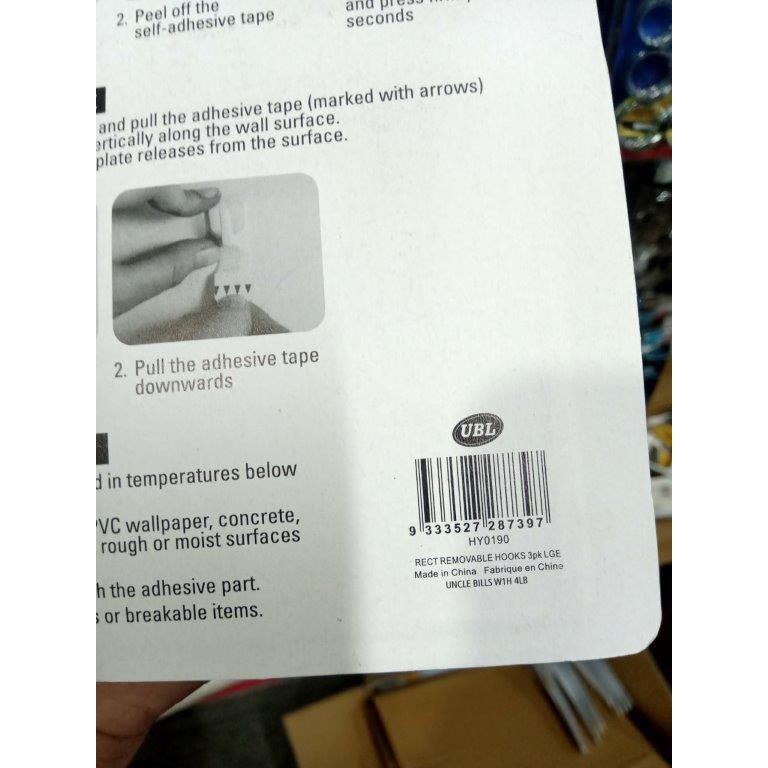 2. Peel off the
self-adhesive tape
and press
seconds
and pull the adhesive tape (marked with arrows)
ertically along the wall surface.
plate releases from the surface.
2. Pull the adhesive tape
downwards
d in temperatures below
VC wallpaper, concrete,
rough or moist surfaces
h the adhesive part.
s or breakable items.
UBL
9 333527 287397
HY0190
RECT REMOVABLE HOOKS 3pk LGE
Made in China Fabrique en Chine
UNCLE BILLS W1H 4LB